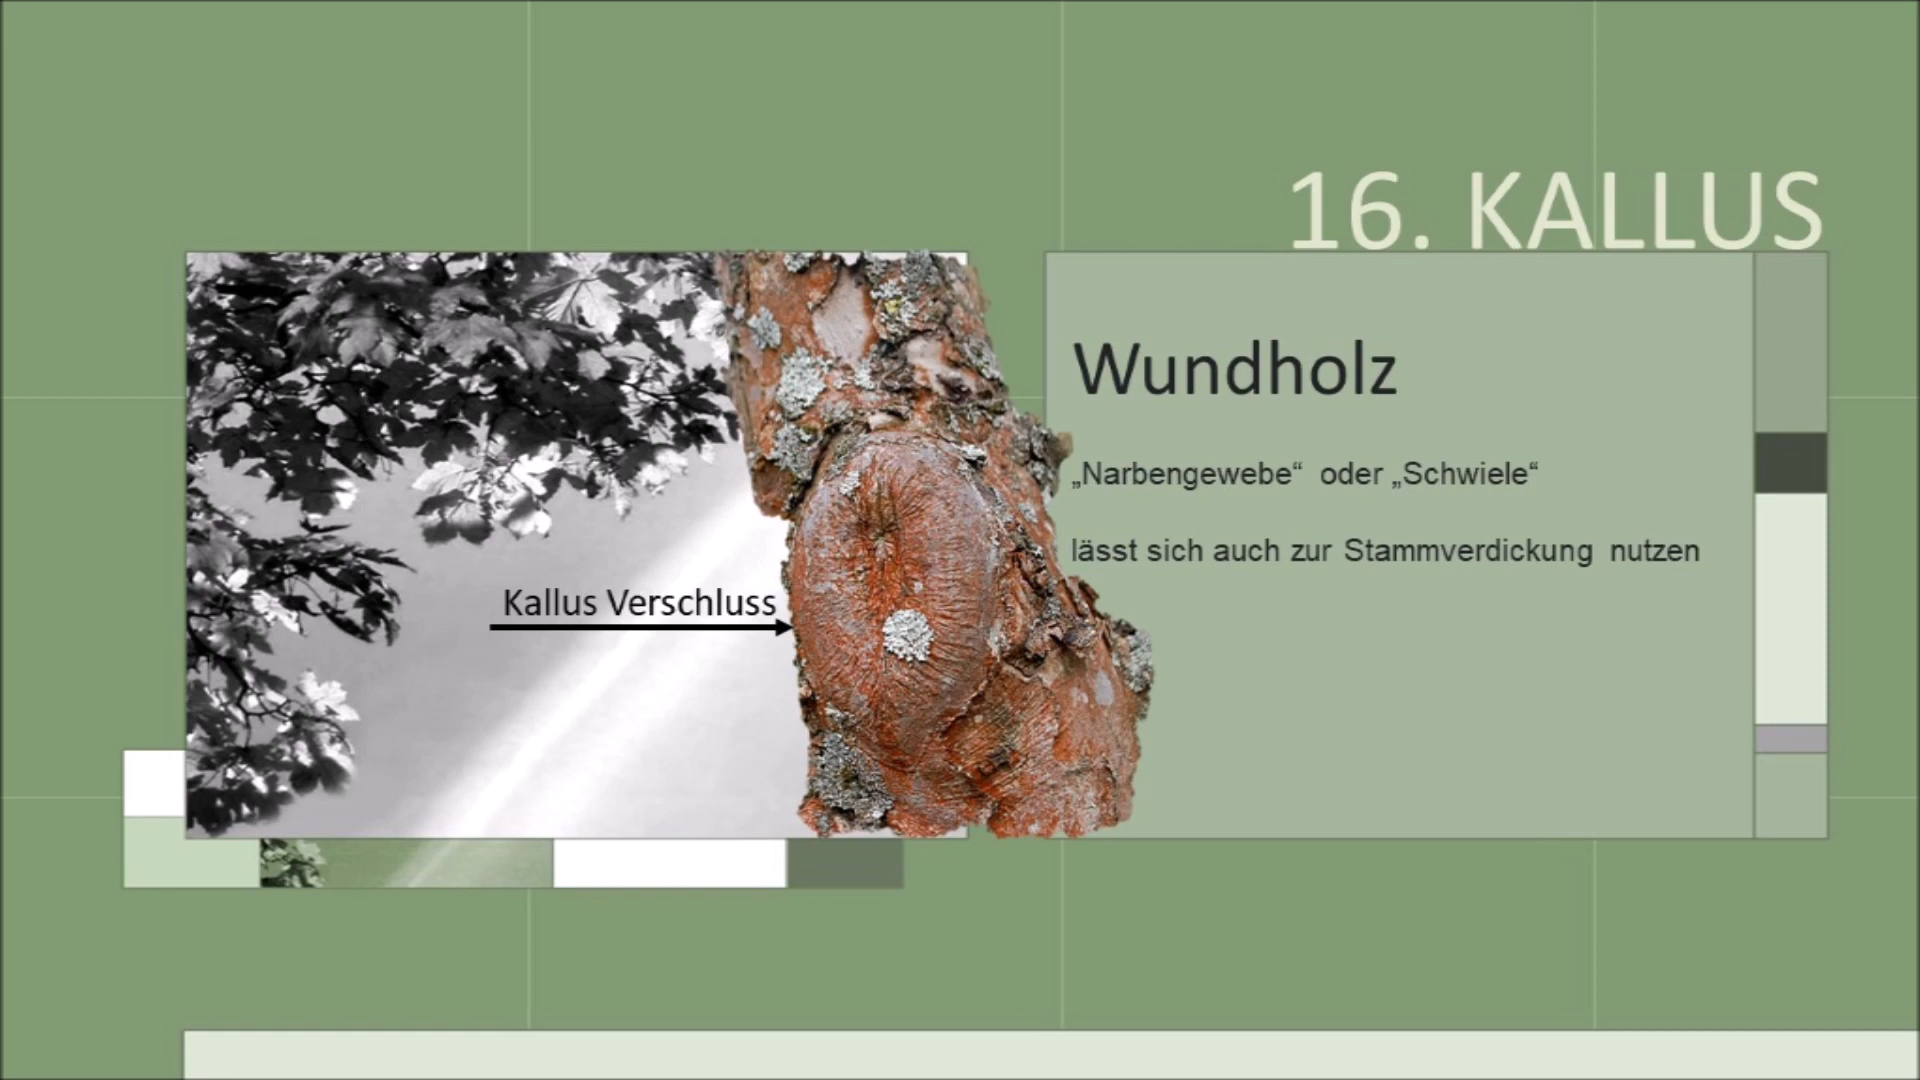 16. KALLUS
Wundholz
„Narbengewebe“ oder „Schwiele“
lässt sich auch zur Stammverdickung nutzen
Kallus Verschluss